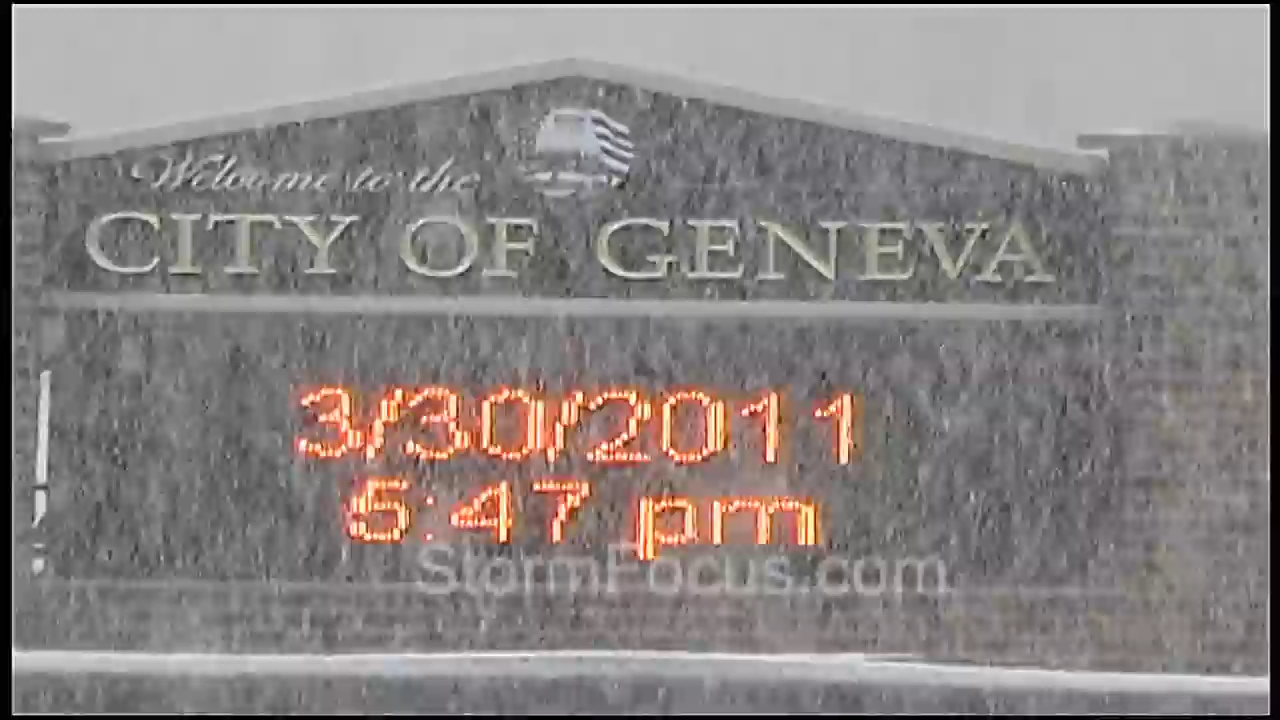 Welcome to the
CITY OF GENEVA
3/30/2011
5:47 pm
StormFocus.com